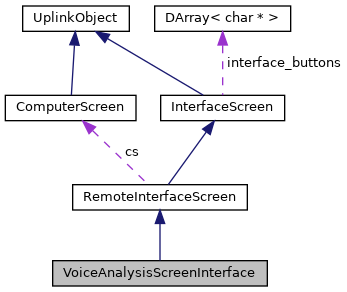 UplinkObject
DArray< char * >
interface_buttons
ComputerScreen
InterfaceScreen
cs
RemoteInterfaceScreen
VoiceAnalysisScreenInterface